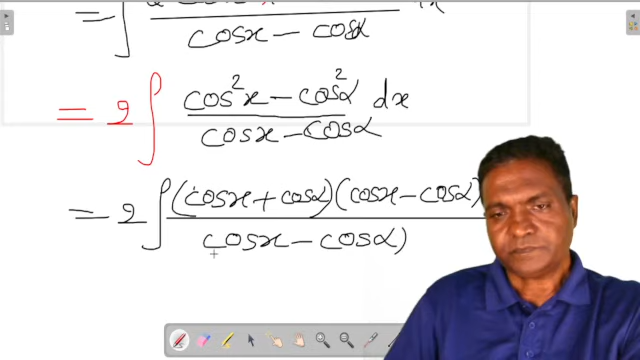 = ∫ / cosx - cosα dx
= 2 ∫ (cos²x - cos²α) / (cosx - cosα) dx
= 2 ∫ (cosx + cosα)(cosx - cosα) / cosx - cosα)